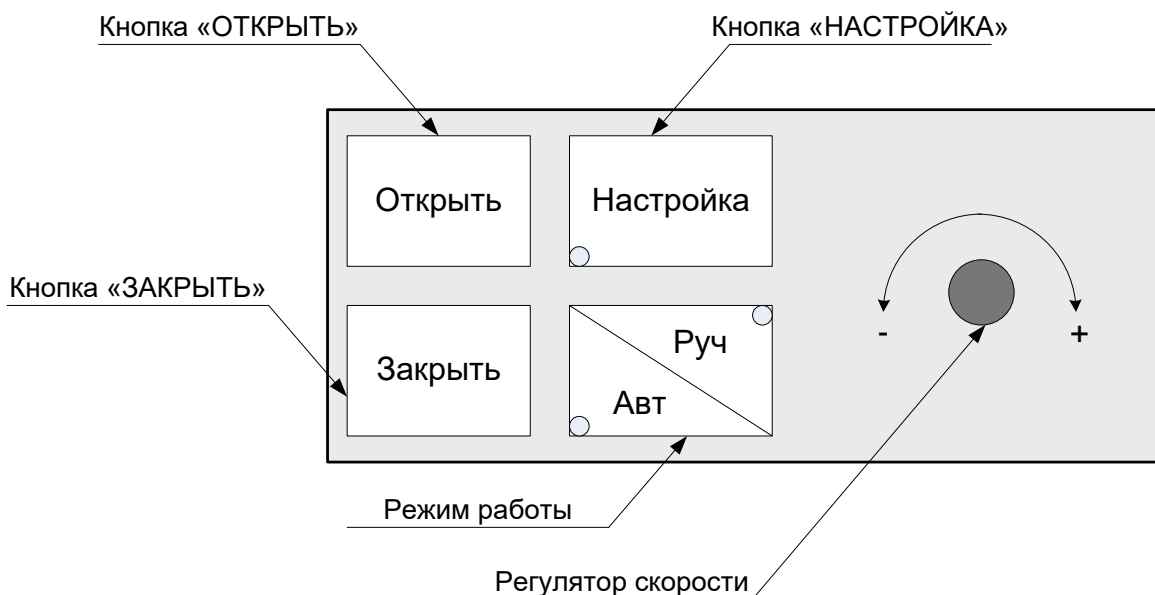 Кнопка «ОТКРЫТЬ»
Кнопка «НАСТРОЙКА»
Открыть
Настройка
Кнопка «ЗАКРЫТЬ»
- +
Закрыть
Руч
Авт
Режим работы
Регулятор скорости